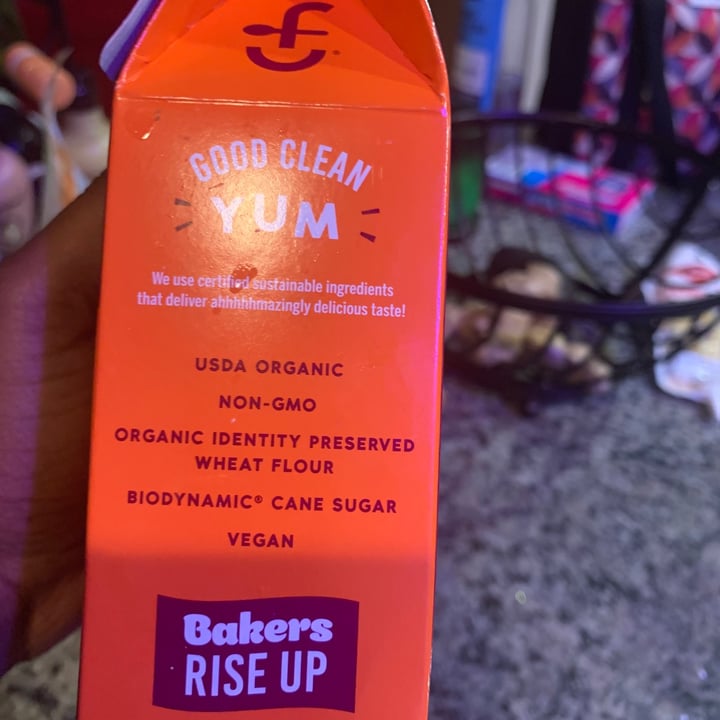 GOOD CLEAN
YUM
We use certified sustainable ingredients
that deliver ahhhhhmazingly delicious taste!
USDA ORGANIC
NON-GMO
ORGANIC IDENTITY PRESERVED
WHEAT FLOUR
BIODYNAMIC® CANE SUGAR
VEGAN
Bakers
RISE UP